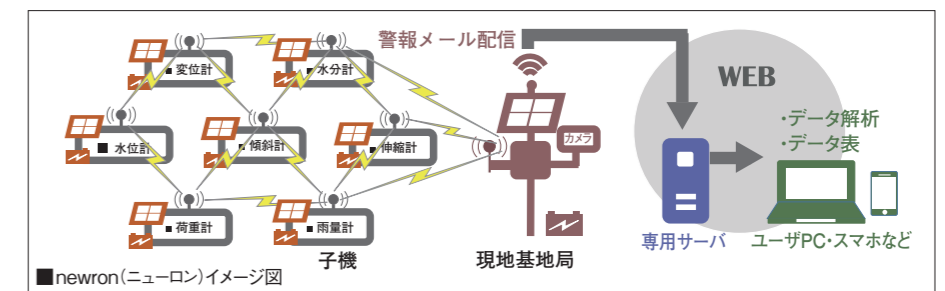 警報メール配信
WEB
■変位計
■水分計
カメラ
・データ解析
・データ表
■ 水位計
■傾斜計
■伸縮計
■荷重計
■雨量計
子機
現地基地局
専用サーバ
ユーザPC・スマホなど
■newron(ニューロン)イメージ図